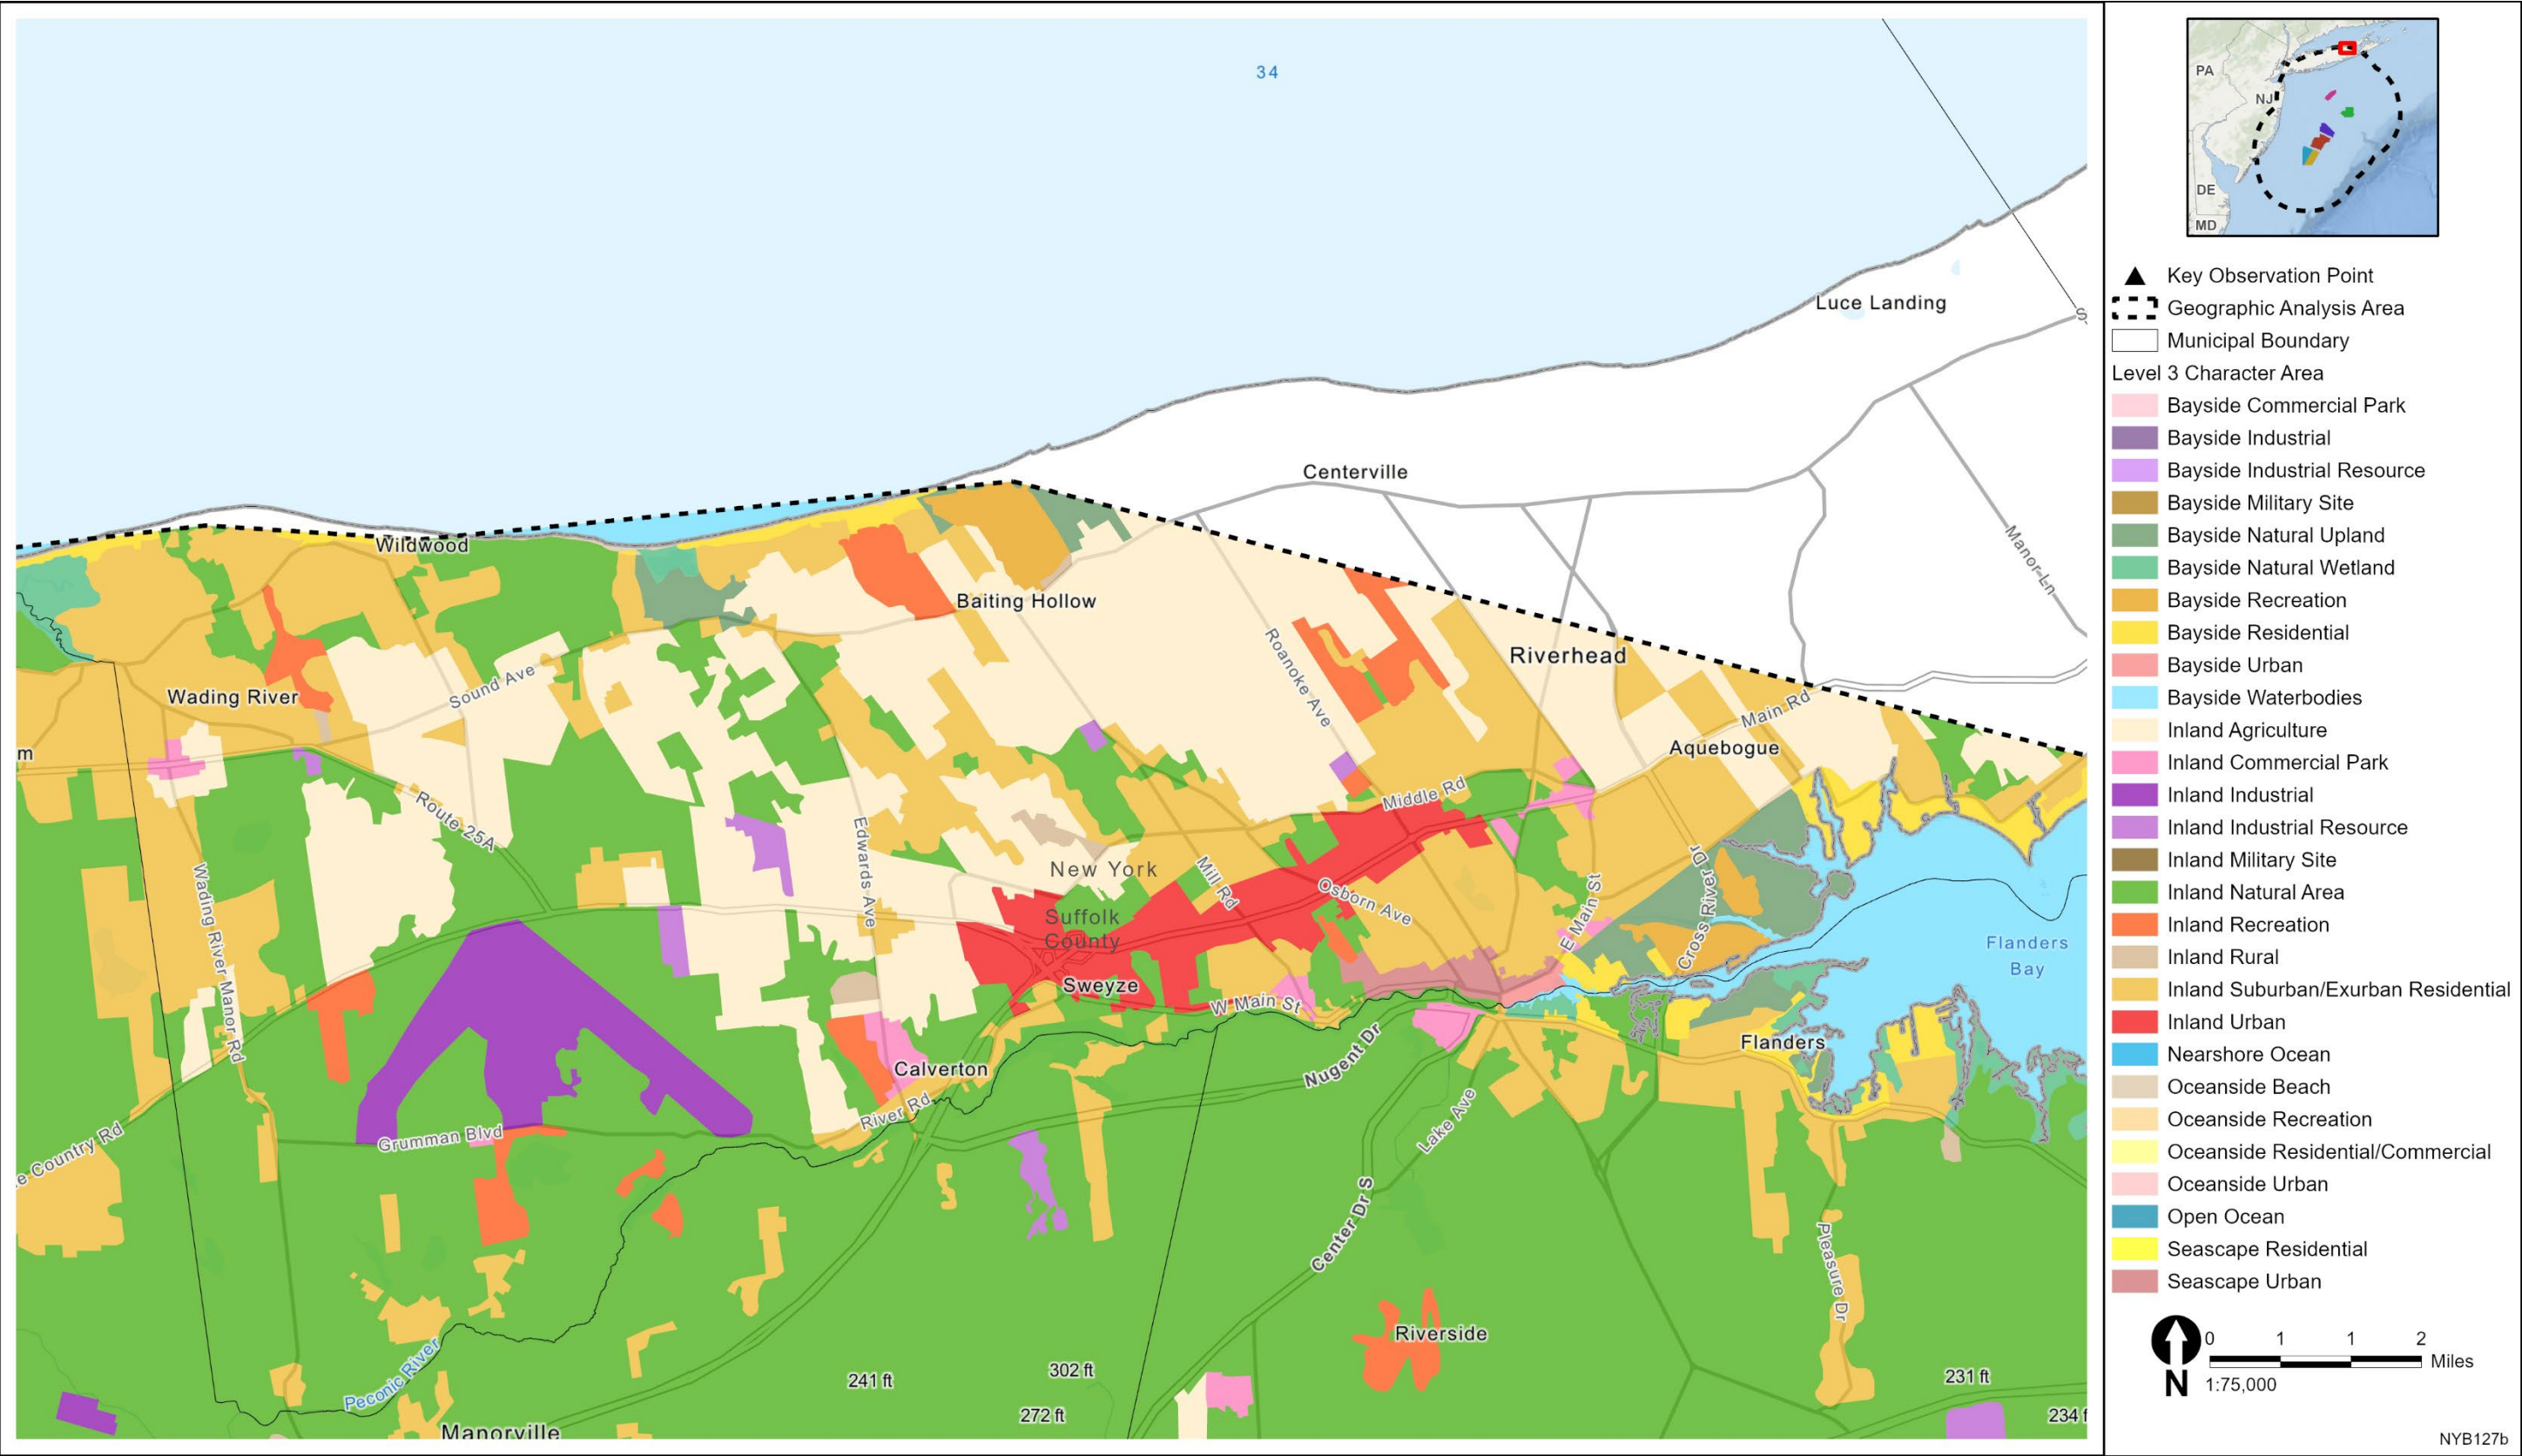 34
Luce Landing
Centerville
Manor Ln
Wildwood
Baiting Hollow
Roanoke Ave
Riverhead
Sound Ave
Wading River
Main Rd
Aquebogue
m
Route 25A
Middle Rd
Edwards Ave
New York
Mill Rd
Osborn Ave
Suffolk
County
Wading River Manor Rd
E Main St
Cross River Dr
Flanders
Bay
Sweyze
W Main St
Nugent Dr
Flanders
Calverton
River Rd
Grumman Blvd
Lake Ave
e Country Rd
Center Dr S
Pleasure Dr
Riverside
Peconic River
241 ft
302 ft
231 ft
272 ft
234 f
Manorville
PA
NJ
DE
MD
Key Observation Point
Geographic Analysis Area
Municipal Boundary
Level 3 Character Area
Bayside Commercial Park
Bayside Industrial
Bayside Industrial Resource
Bayside Military Site
Bayside Natural Upland
Bayside Natural Wetland
Bayside Recreation
Bayside Residential
Bayside Urban
Bayside Waterbodies
Inland Agriculture
Inland Commercial Park
Inland Industrial
Inland Industrial Resource
Inland Military Site
Inland Natural Area
Inland Recreation
Inland Rural
Inland Suburban/Exurban Residential
Inland Urban
Nearshore Ocean
Oceanside Beach
Oceanside Recreation
Oceanside Residential/Commercial
Oceanside Urban
Open Ocean
Seascape Residential
Seascape Urban
0 1 1 2
Miles
N 1:75,000
NYB127b